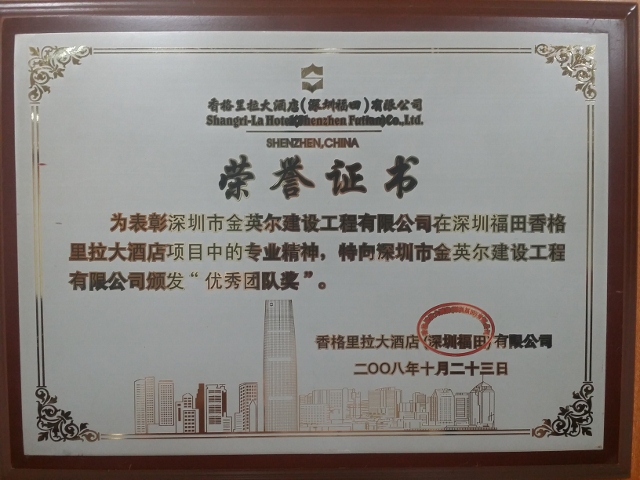 香格里拉大酒店(深圳福田)有限公司
Shangri-La Hotel(Shenzhen Futian)Co.,Ltd.
SHENZHEN,CHINA
荣誉证书
为表彰深圳市金英尔建设工程有限公司在深圳福田香格
里拉大酒店项目中的专业精神，特向深圳市金英尔建设工程
有限公司颁发“优秀团队奖”。
香格里拉大酒店(深圳福田)有限公司
二〇〇八年十月二十三日